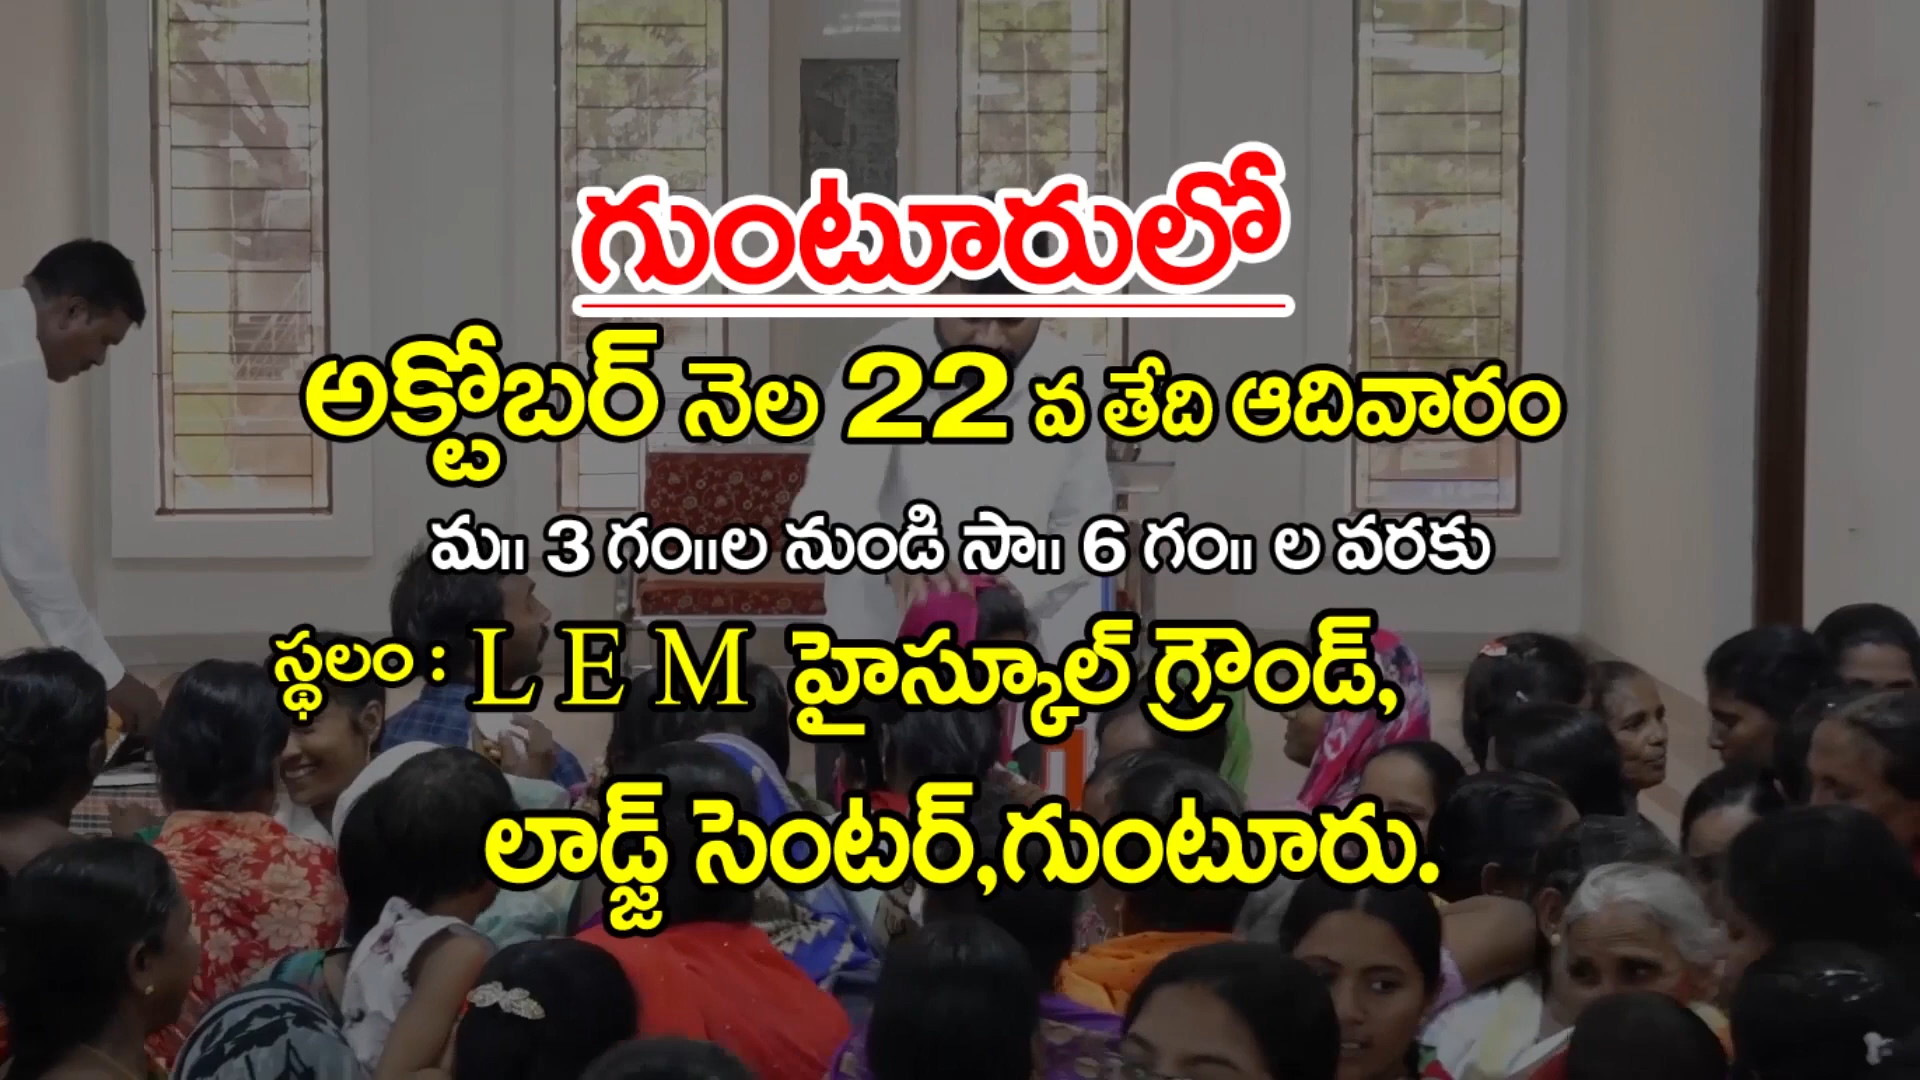 గుంటూరులో
అక్టోబర్ నెల 22 వ తేది ఆదివారం
మ॥ 3 గం॥ల నుండి సా॥ 6 గం॥ ల వరకు
స్థలం : L E M హైస్కూల్ గ్రౌండ్,
లాడ్జ్ సెంటర్,గుంటూరు.